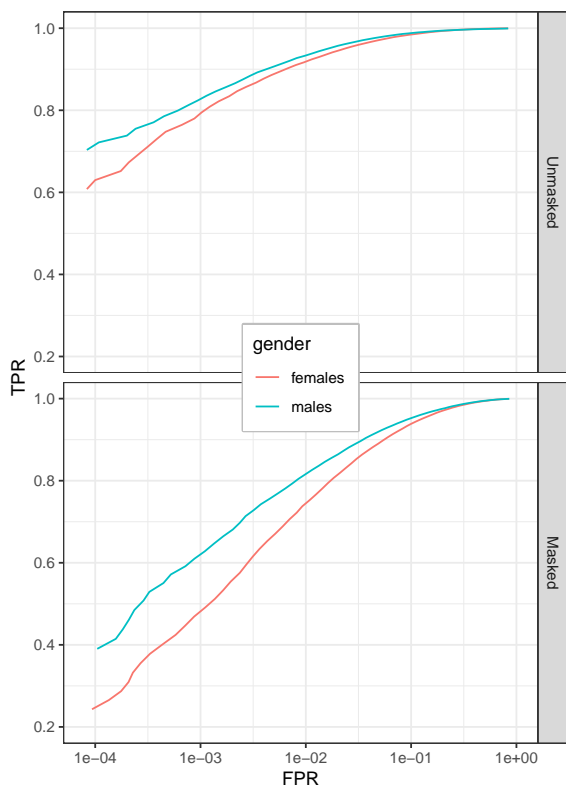 1.0
0.8
0.6
0.4
0.2
Unmasked
TPR
gender
females
males
1.0
0.8
0.6
0.4
0.2
Masked
1e−04
1e−03
1e−02
1e−01
1e+00
FPR